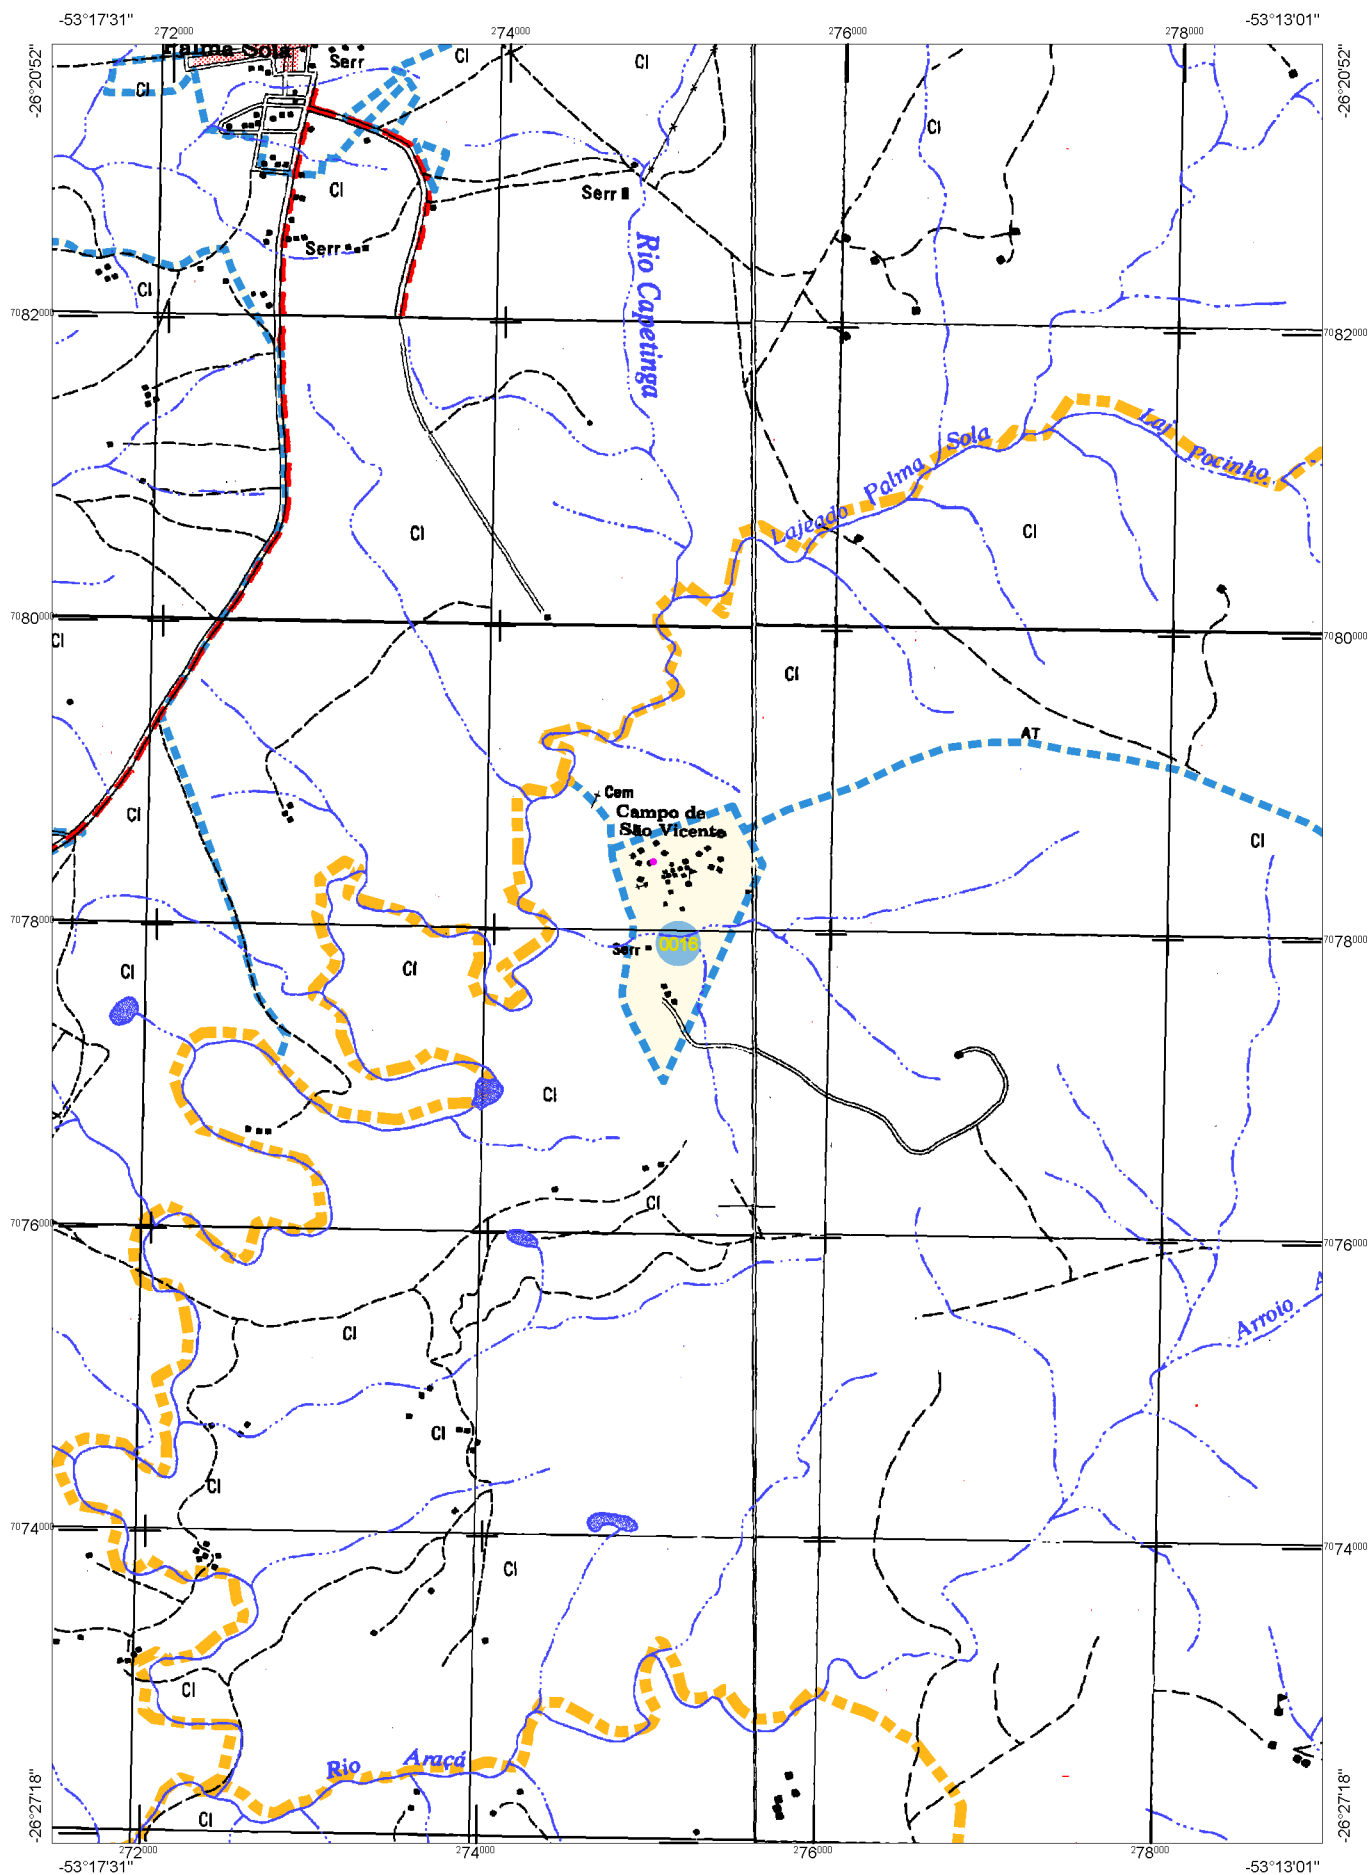 -53°17'31" -53°13'01"
272000 274000 276000 278000
-26°20'52" -26°20'52"
Palma Sola
Serr
Cl
Cl
Cl
Cl
Cl
Serr
Serr
Rio Capetinga
Cl
7082000 7082000
Laj Pocinho
Lajeado Palma Sola
Cl
Cl
7080000 7080000
Cl
Cl
AT
Cem
Campo de
São Vicente
Cl
Cl
7078000 7078000
0016
Serr
Cl
Cl
Cl
Cl
7076000 7076000
Arroio A
Cl
Cl
Cl
7074000 7074000
Cl
Cl
Rio Araçá
Cl
-26°27'18" -26°27'18"
272000 274000 276000 278000
-53°17'31" -53°13'01"